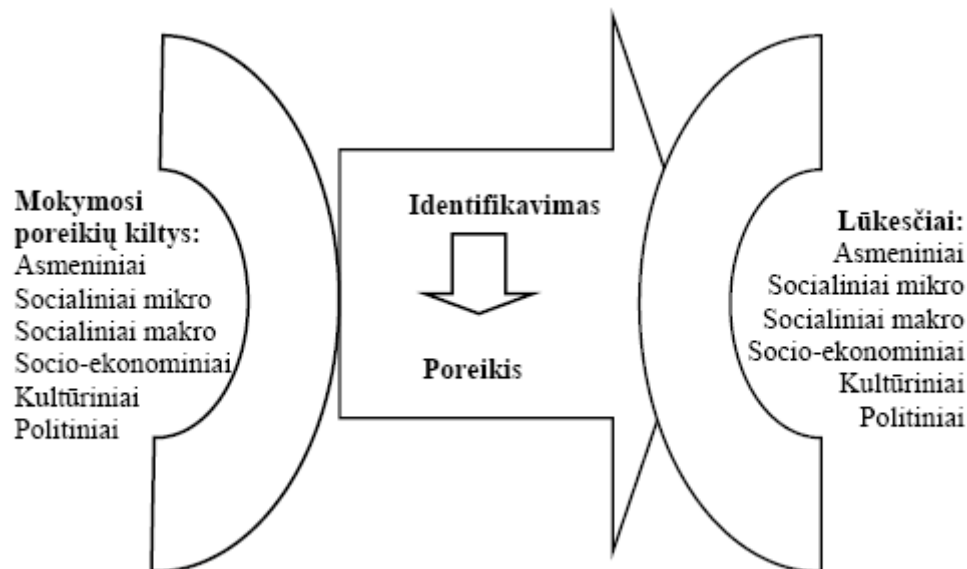 Mokymosi
poreikių kiltys:
Asmeniniai
Socialiniai mikro
Socialiniai makro
Socio-ekonominiai
Kultūriniai
Politiniai
Identifikavimas
Poreikis
Lūkesčiai:
Asmeniniai
Socialiniai mikro
Socialiniai makro
Socio-ekonominiai
Kultūriniai
Politiniai